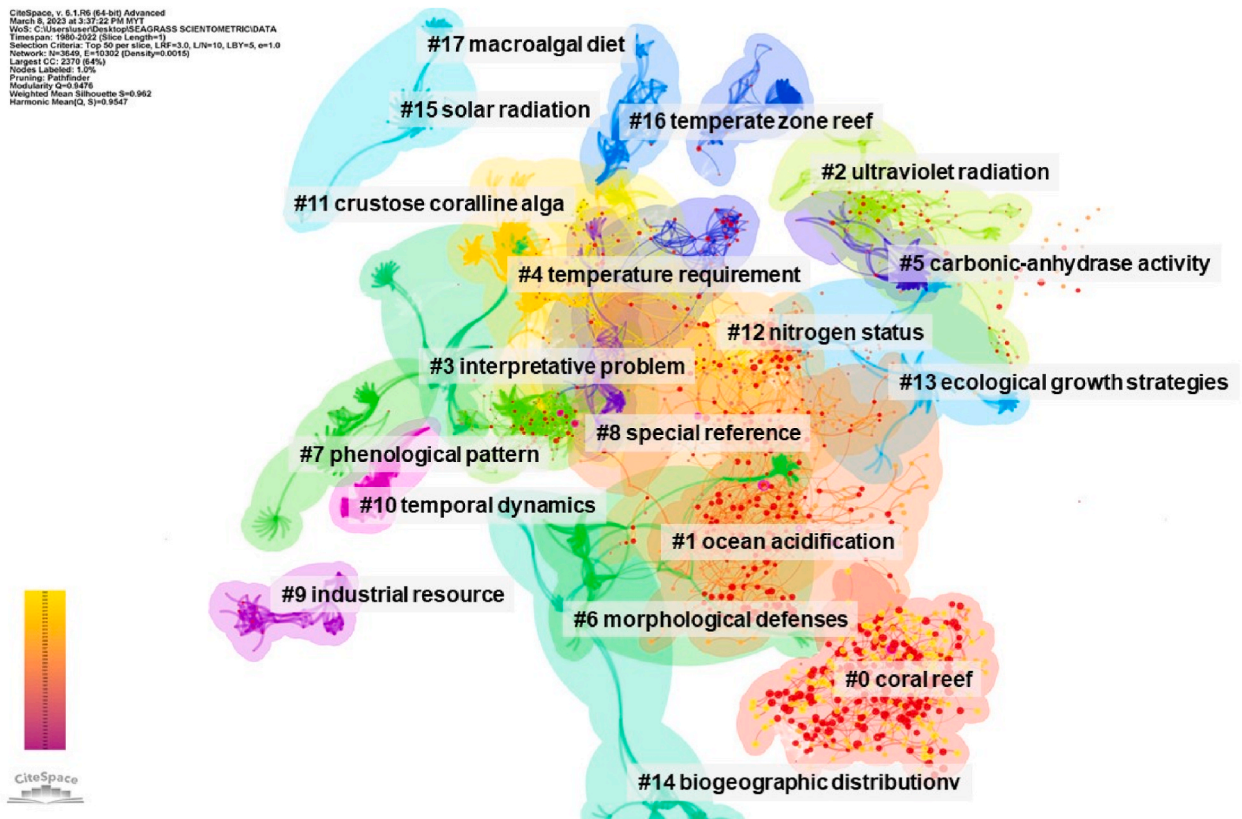 CiteSpace, v. 6.1.R6 (64-bit) Advanced
March 8, 2023 at 3:37:22 PM MYT
WoS: C:\Users\user\Desktop\SEAGRASS SCIENTOMETRIC\DATA
Timespan: 1980-2022 (Slice Length=1)
Selection Criteria: Top 50 per slice, LRF=3.0, L/N=10, LBY=5, e=1.0
Network: N=3649, E=10302 (Density=0.0015)
Largest CC: 2370 (64%)
Nodes Labeled: 1.0%
Pruning: Pathfinder
Modularity Q=0.9476
Weighted Mean Silhouette S=0.962
Harmonic Mean(Q, S)=0.9547
#17 macroalgal diet
#15 solar radiation
#16 temperate zone reef
#2 ultraviolet radiation
#11 crustose coralline alga
#5 carbonic-anhydrase activity
#4 temperature requirement
#12 nitrogen status
#3 interpretative problem
#13 ecological growth strategies
#8 special reference
#7 phenological pattern
#10 temporal dynamics
#1 ocean acidification
#9 industrial resource
#6 morphological defenses
#0 coral reef
#14 biogeographic distributionv
CiteSpace